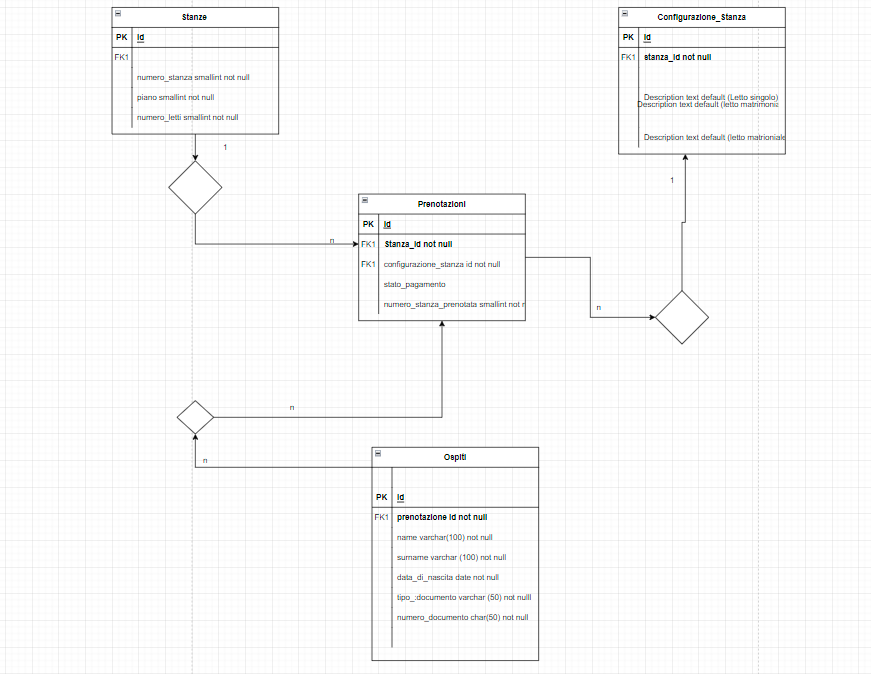 Stanze
PK id
FK1
numero_stanza smallint not null
piano smallint not null
numero_letti smallint not null
1
Configurazione_Stanza
PK id
FK1 stanza_id not null
Description text default (Letto singolo)
Description text default (letto matrimonia
Description text default (letto matrioniale
1
Prenotazioni
PK id
FK1 Stanza_id not null
FK1 configurazione_stanza id not null
stato_pagamento
numero_stanza_prenotata smallint not r
n
n
n
n
Ospiti
PK id
FK1 prenotazione id not null
name varchar(100) not null
surname varchar (100) not null
data_di_nascita date not null
tipo_:documento varchar (50) not nulll
numero_documento char(50) not null